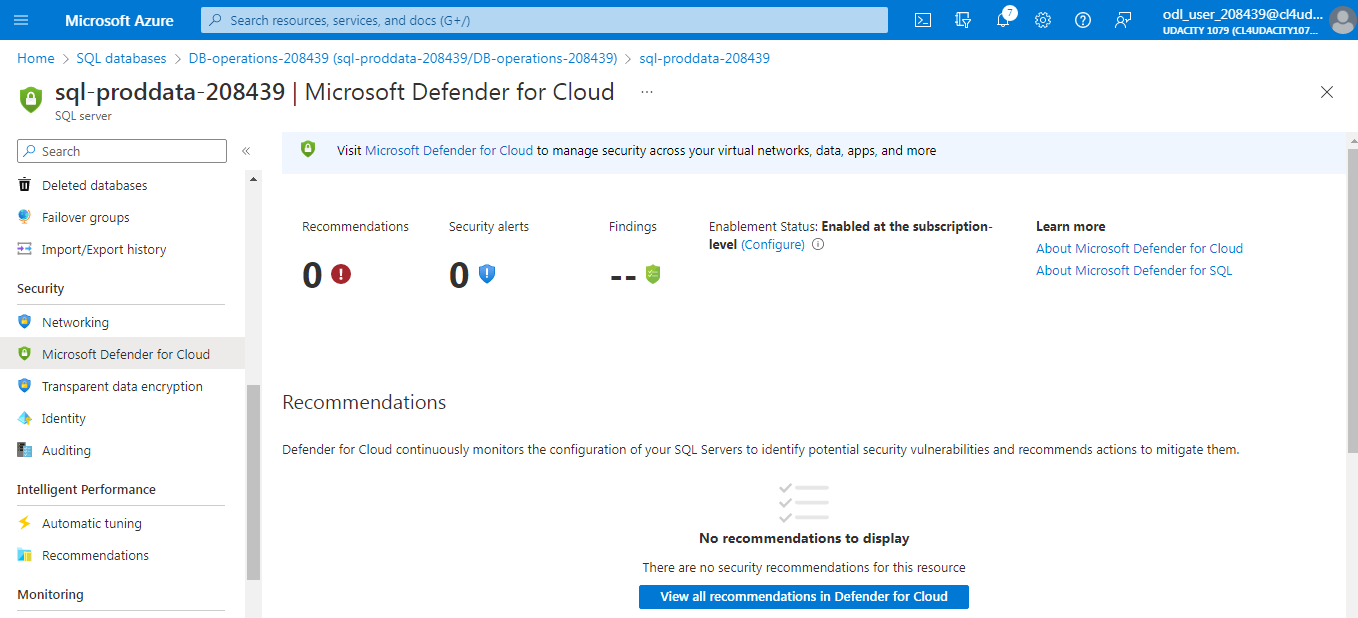 Microsoft Azure
Search resources, services, and docs (G+/)
7
odl_user_208439@cl4ud...
UDACITY 1079 (CL4UDACITY107...
Home > SQL databases > DB-operations-208439 (sql-proddata-208439/DB-operations-208439) > sql-proddata-208439
sql-proddata-208439 | Microsoft Defender for Cloud ...
SQL server
Search
Deleted databases
Failover groups
Import/Export history
Security
Networking
Microsoft Defender for Cloud
Transparent data encryption
Identity
Auditing
Intelligent Performance
Automatic tuning
Recommendations
Monitoring
Visit Microsoft Defender for Cloud to manage security across your virtual networks, data, apps, and more
Recommendations
0
Security alerts
0
Findings
--
Enablement Status: Enabled at the subscription-
level (Configure)
Learn more
About Microsoft Defender for Cloud
About Microsoft Defender for SQL
Recommendations
Defender for Cloud continuously monitors the configuration of your SQL Servers to identify potential security vulnerabilities and recommends actions to mitigate them.
No recommendations to display
There are no security recommendations for this resource
View all recommendations in Defender for Cloud